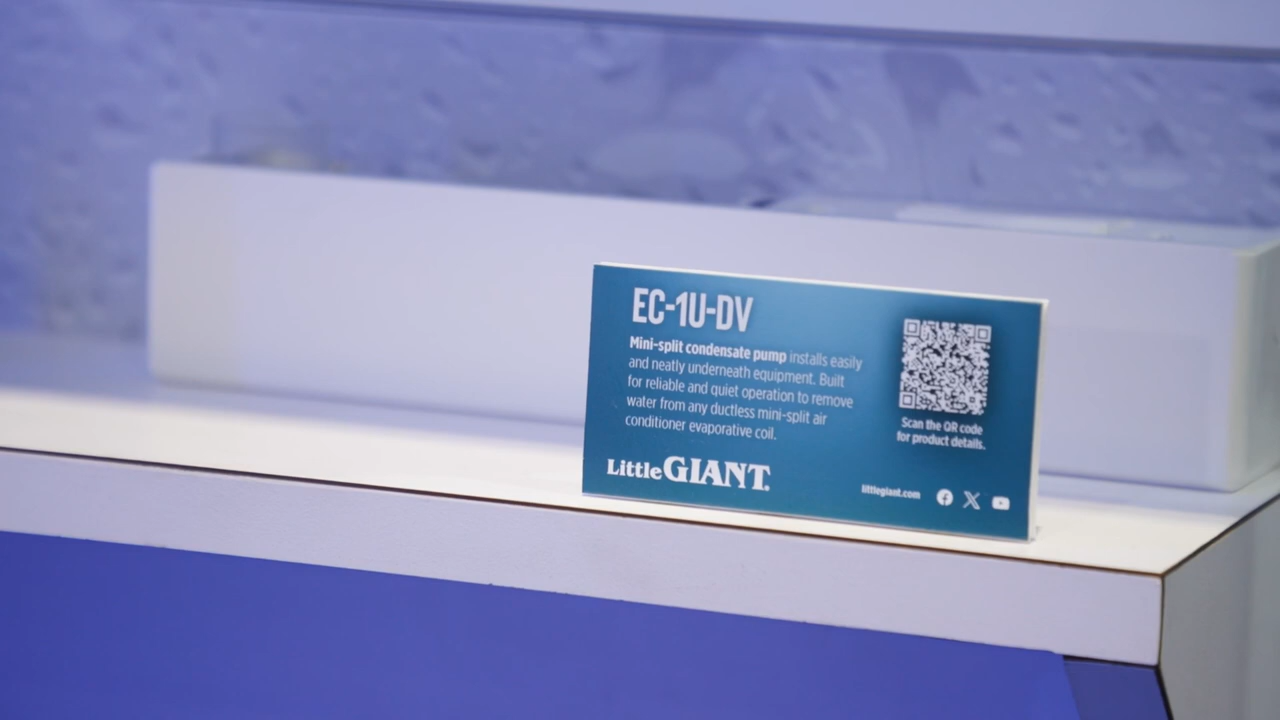 EC-1U-DV
Mini-split condensate pump installs easily
and neatly underneath equipment. Built
for reliable and quiet operation to remove
water from any ductless mini-split air
conditioner evaporative coil.
Scan the QR code
for product details.
Little GIANT.
littlegiant.com